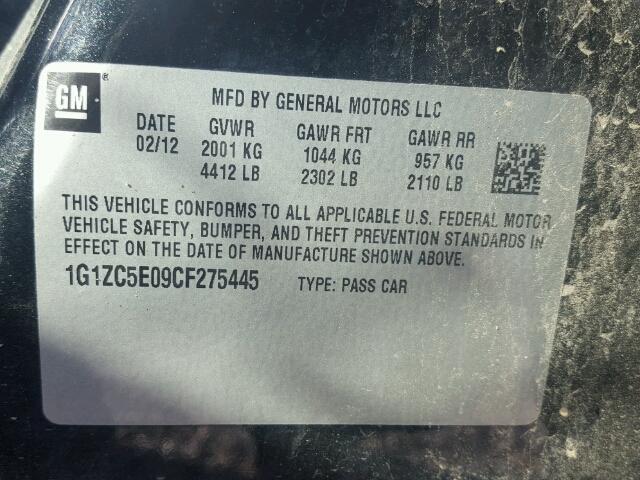 GM ®
MFD BY GENERAL MOTORS LLC
DATE GVWR GAWR FRT GAWR RR
02/12 2001 KG 1044 KG 957 KG
4412 LB 2302 LB 2110 LB
THIS VEHICLE CONFORMS TO ALL APPLICABLE U.S. FEDERAL MOTOR
VEHICLE SAFETY, BUMPER, AND THEFT PREVENTION STANDARDS IN
EFFECT ON THE DATE OF MANUFACTURE SHOWN ABOVE.
1G1ZC5E09CF275445 TYPE: PASS CAR